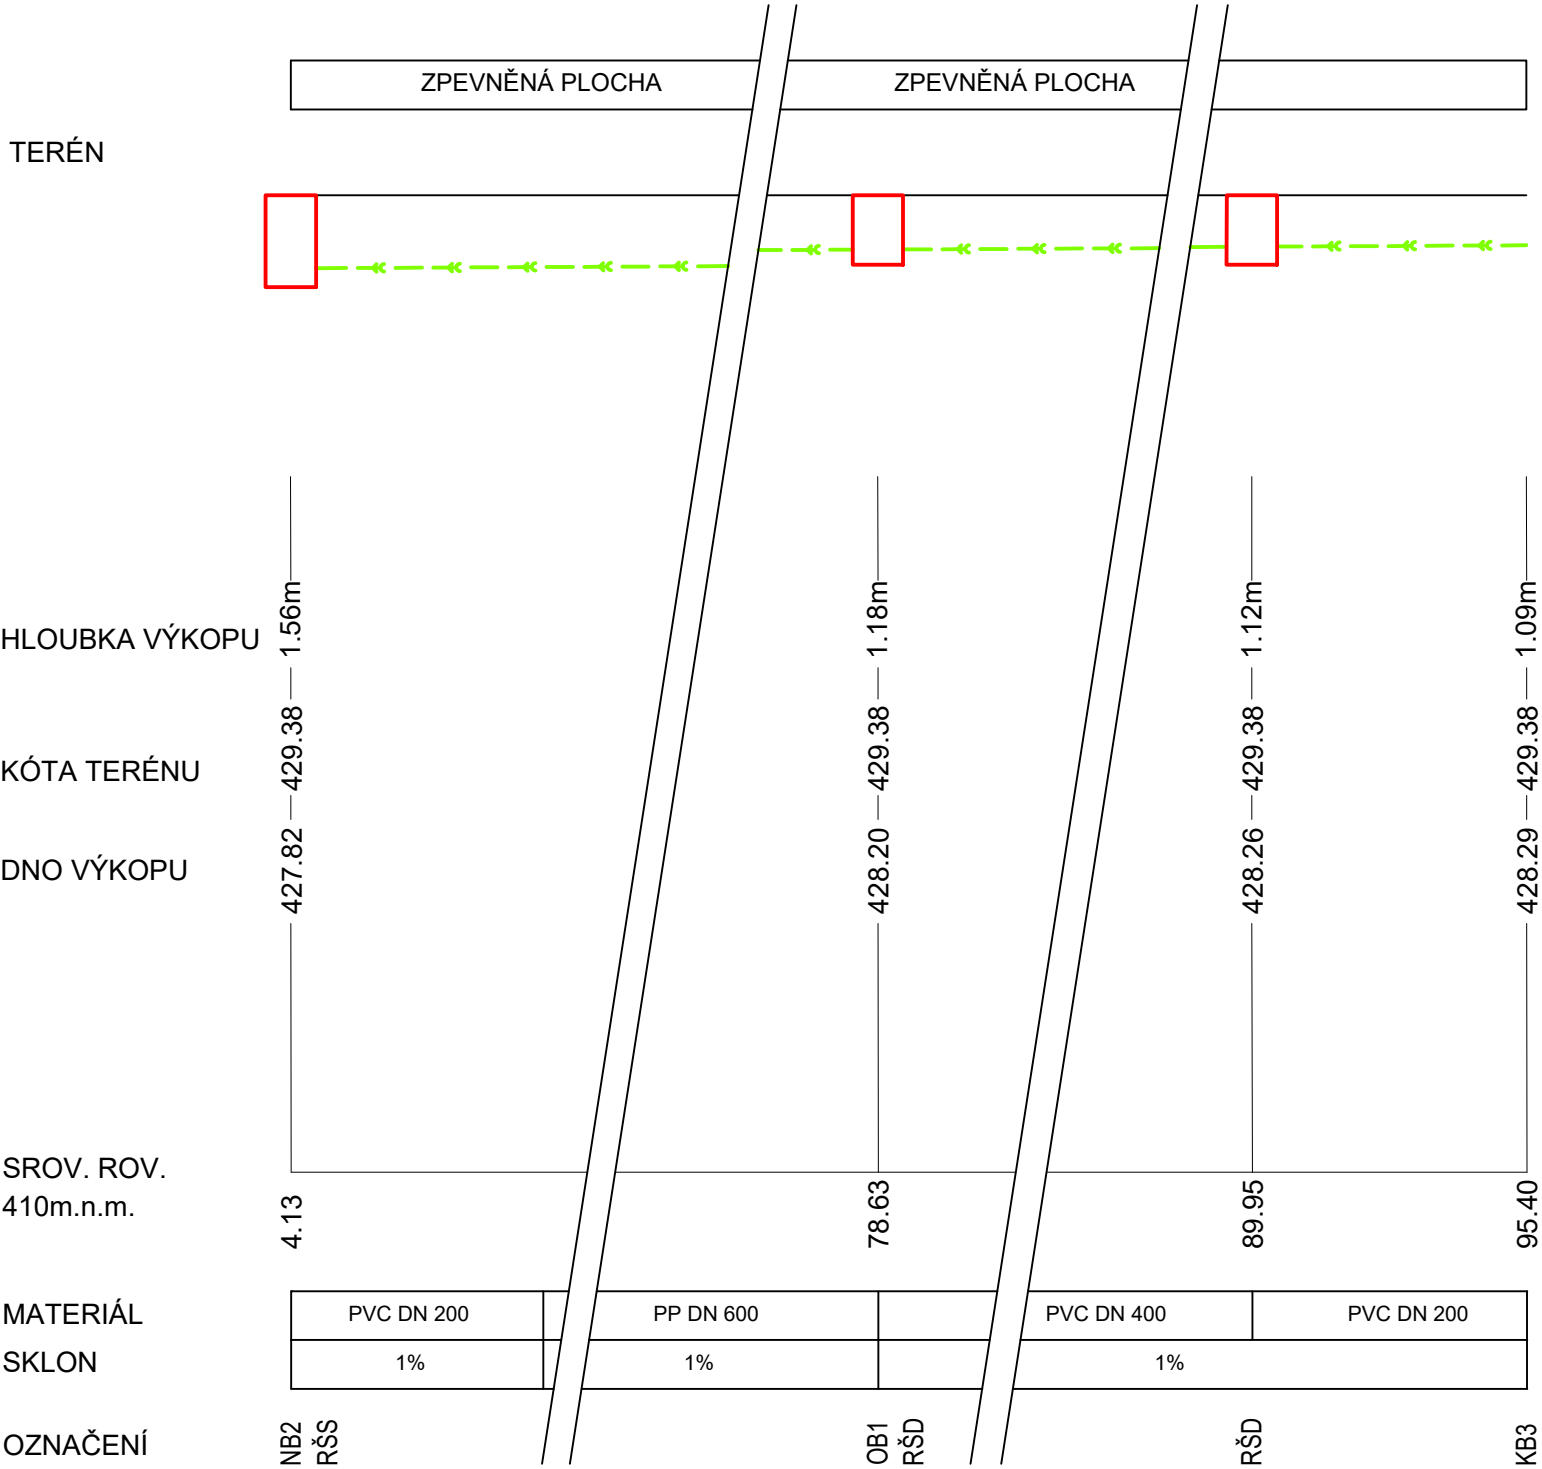 ZPEVNĚNÁ PLOCHA ZPEVNĚNÁ PLOCHA
TERÉN
HLOUBKA VÝKOPU 1.56m 1.18m 1.12m 1.09m
KÓTA TERÉNU 429.38 429.38 429.38 429.38
DNO VÝKOPU 427.82 428.20 428.26 428.29
SROV. ROV.
410m.n.m. 4.13 78.63 89.95 95.40
MATERIÁL PVC DN 200 PP DN 600 PVC DN 400 PVC DN 200
SKLON 1% 1% 1%
OZNAČENÍ NB2 RŠS OB1 RŠD RŠD KB3